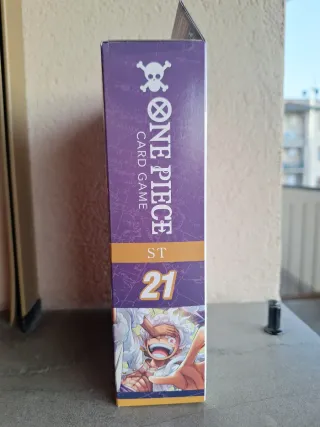 ONE PIECE
CARD GAME
ST
21